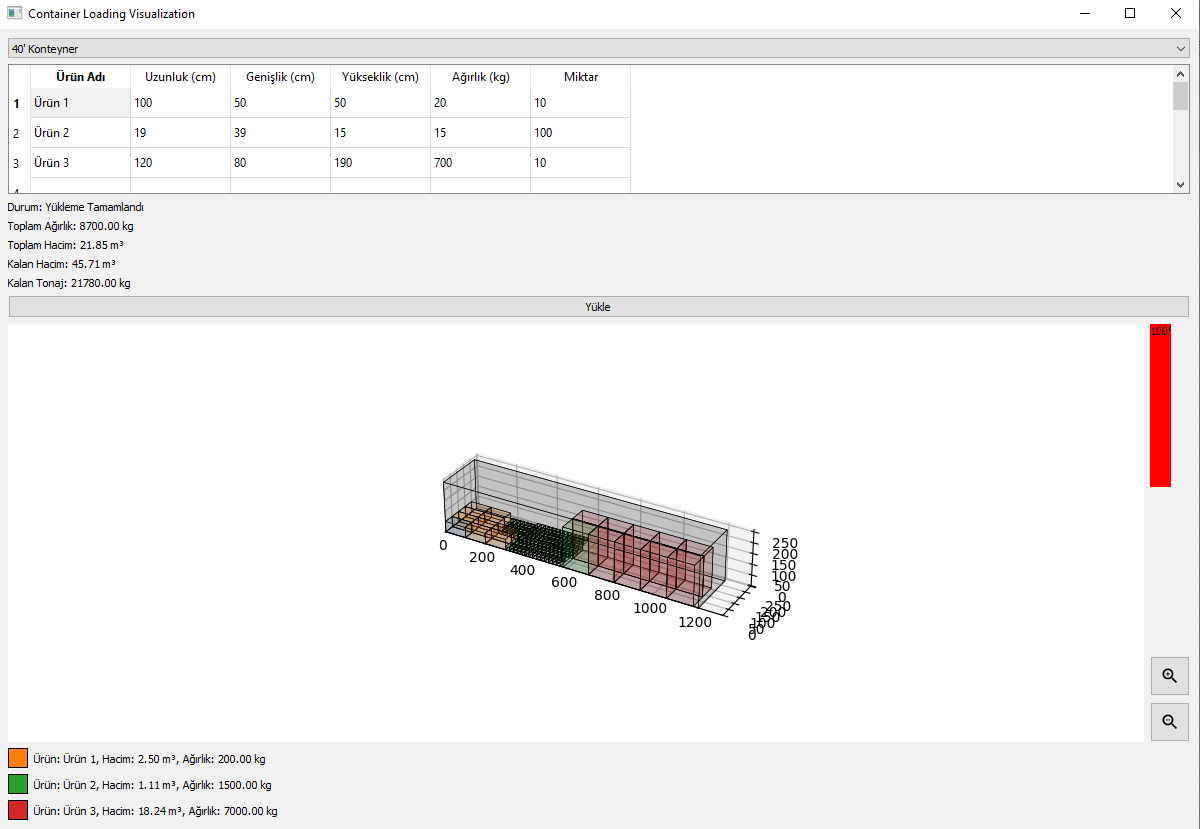 Container Loading Visualization
40' Konteyner
Ürün Adı Uzunluk (cm) Genişlik (cm) Yükseklik (cm) Ağırlık (kg) Miktar
1 Ürün 1 100 50 50 20 10
2 Ürün 2 19 39 15 15 100
3 Ürün 3 120 80 190 700 10
4
Durum: Yükleme Tamamlandı
Toplam Ağırlık: 8700.00 kg
Toplam Hacim: 21.85 m³
Kalan Hacim: 45.71 m³
Kalan Tonaj: 21780.00 kg
Yükle
100
0
200
400
600
800
1000
1200
250
200
150
100
50
0
250
200
150
100
50
0
Ürün: Ürün 1, Hacim: 2.50 m³, Ağırlık: 200.00 kg
Ürün: Ürün 2, Hacim: 1.11 m³, Ağırlık: 1500.00 kg
Ürün: Ürün 3, Hacim: 18.24 m³, Ağırlık: 7000.00 kg